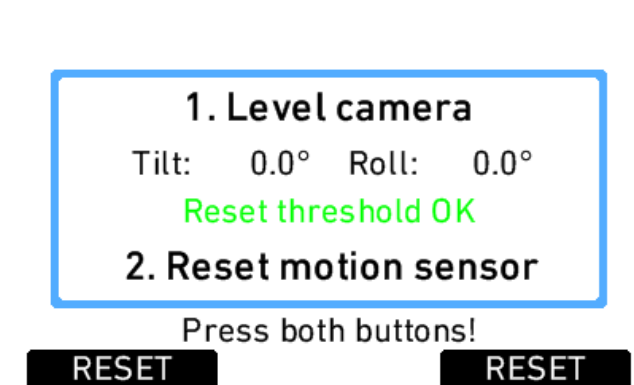 1. Level camera
Tilt: 0.0° Roll: 0.0°
Reset threshold OK
2. Reset motion sensor
Press both buttons!
RESET RESET